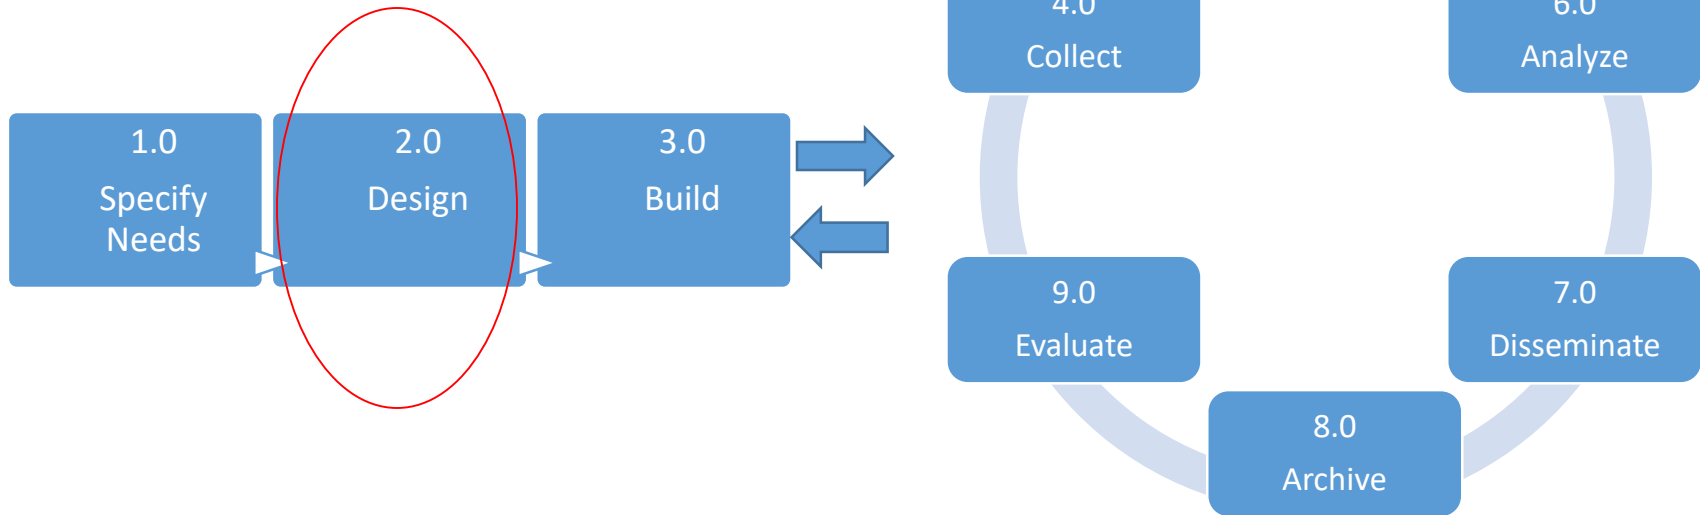 1.0
Specify
Needs
2.0
Design
3.0
Build
4.0
Collect
6.0
Analyze
9.0
Evaluate
7.0
Disseminate
8.0
Archive